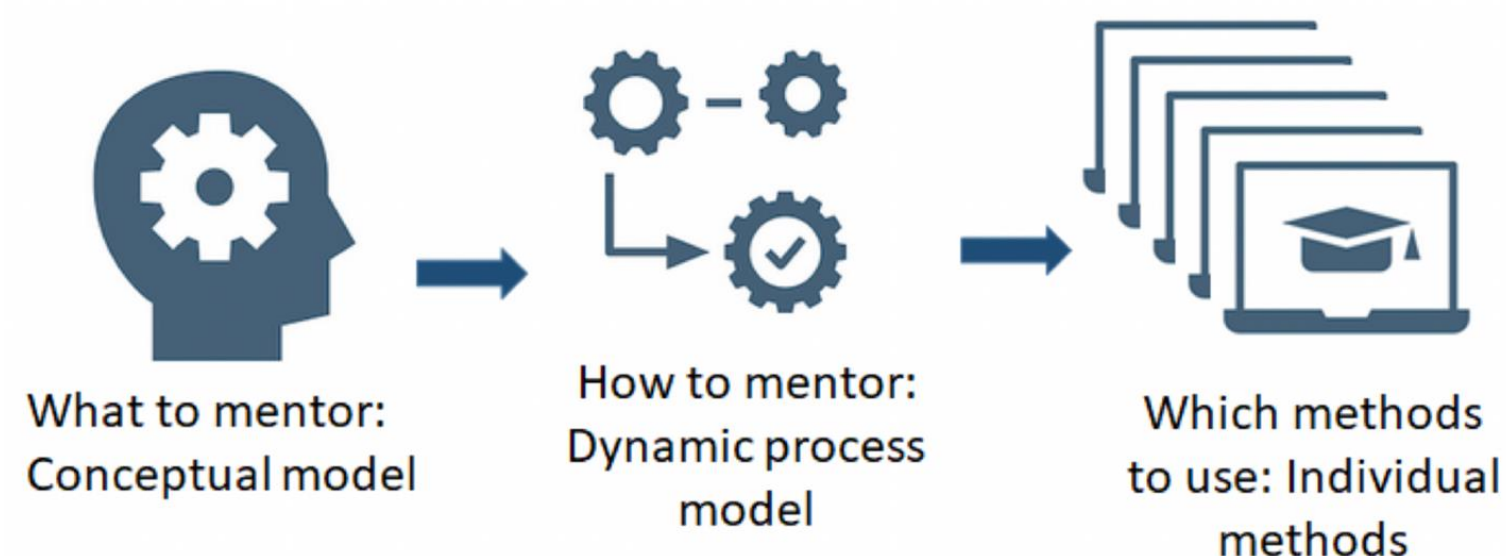 What to mentor:
Conceptual model
How to mentor:
Dynamic process
model
Which methods
to use: Individual
methods